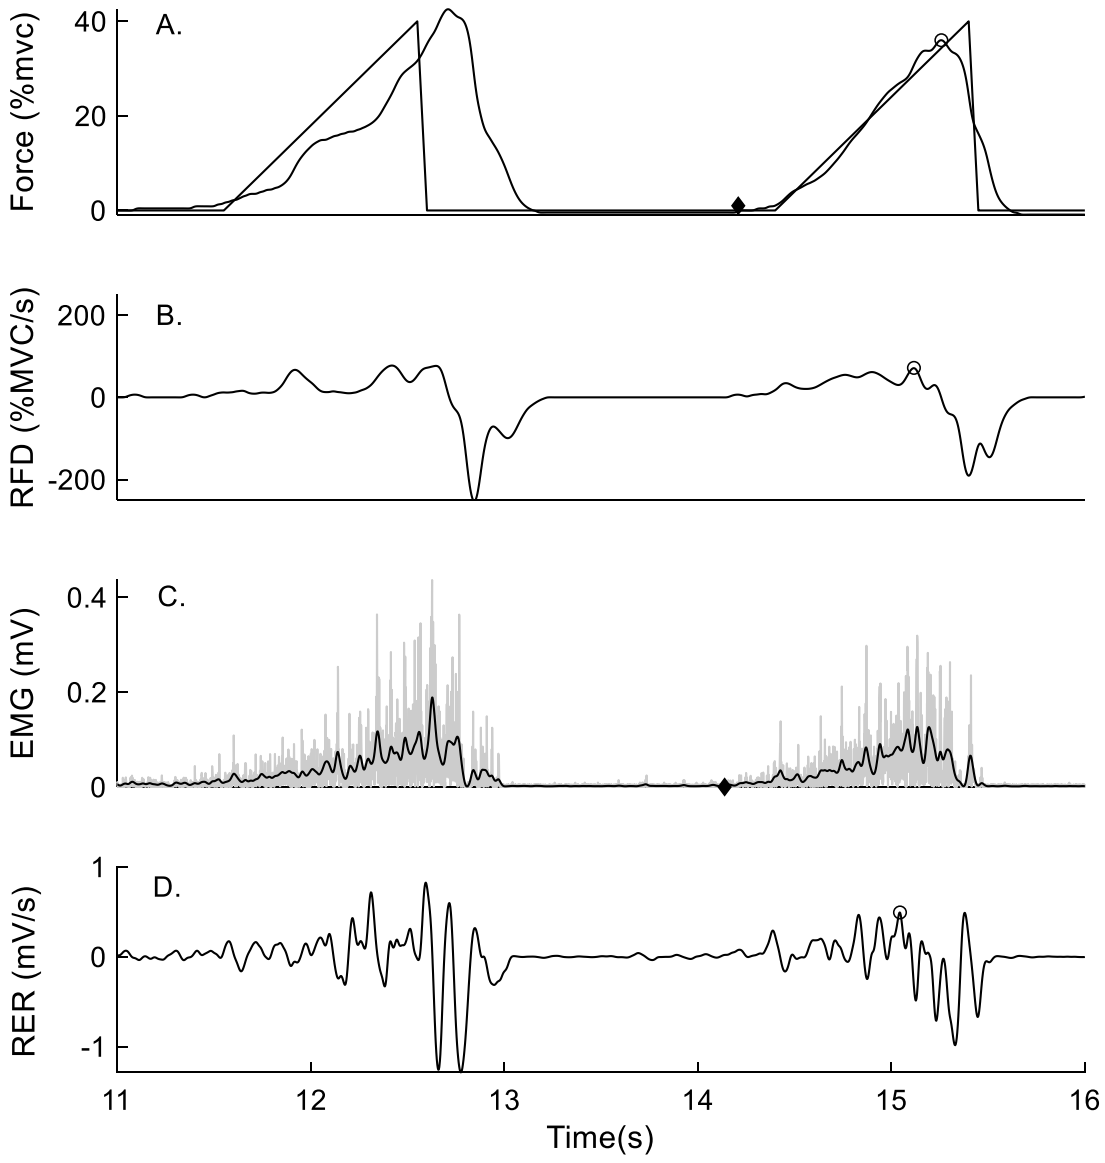 A.
Force (%mvc)
40
20
0
B.
RFD (%MVC/s)
200
0
-200
C.
EMG (mV)
0.4
0.2
0
D.
RER (mV/s)
1
0
-1
11 12 13 14 15 16
Time(s)